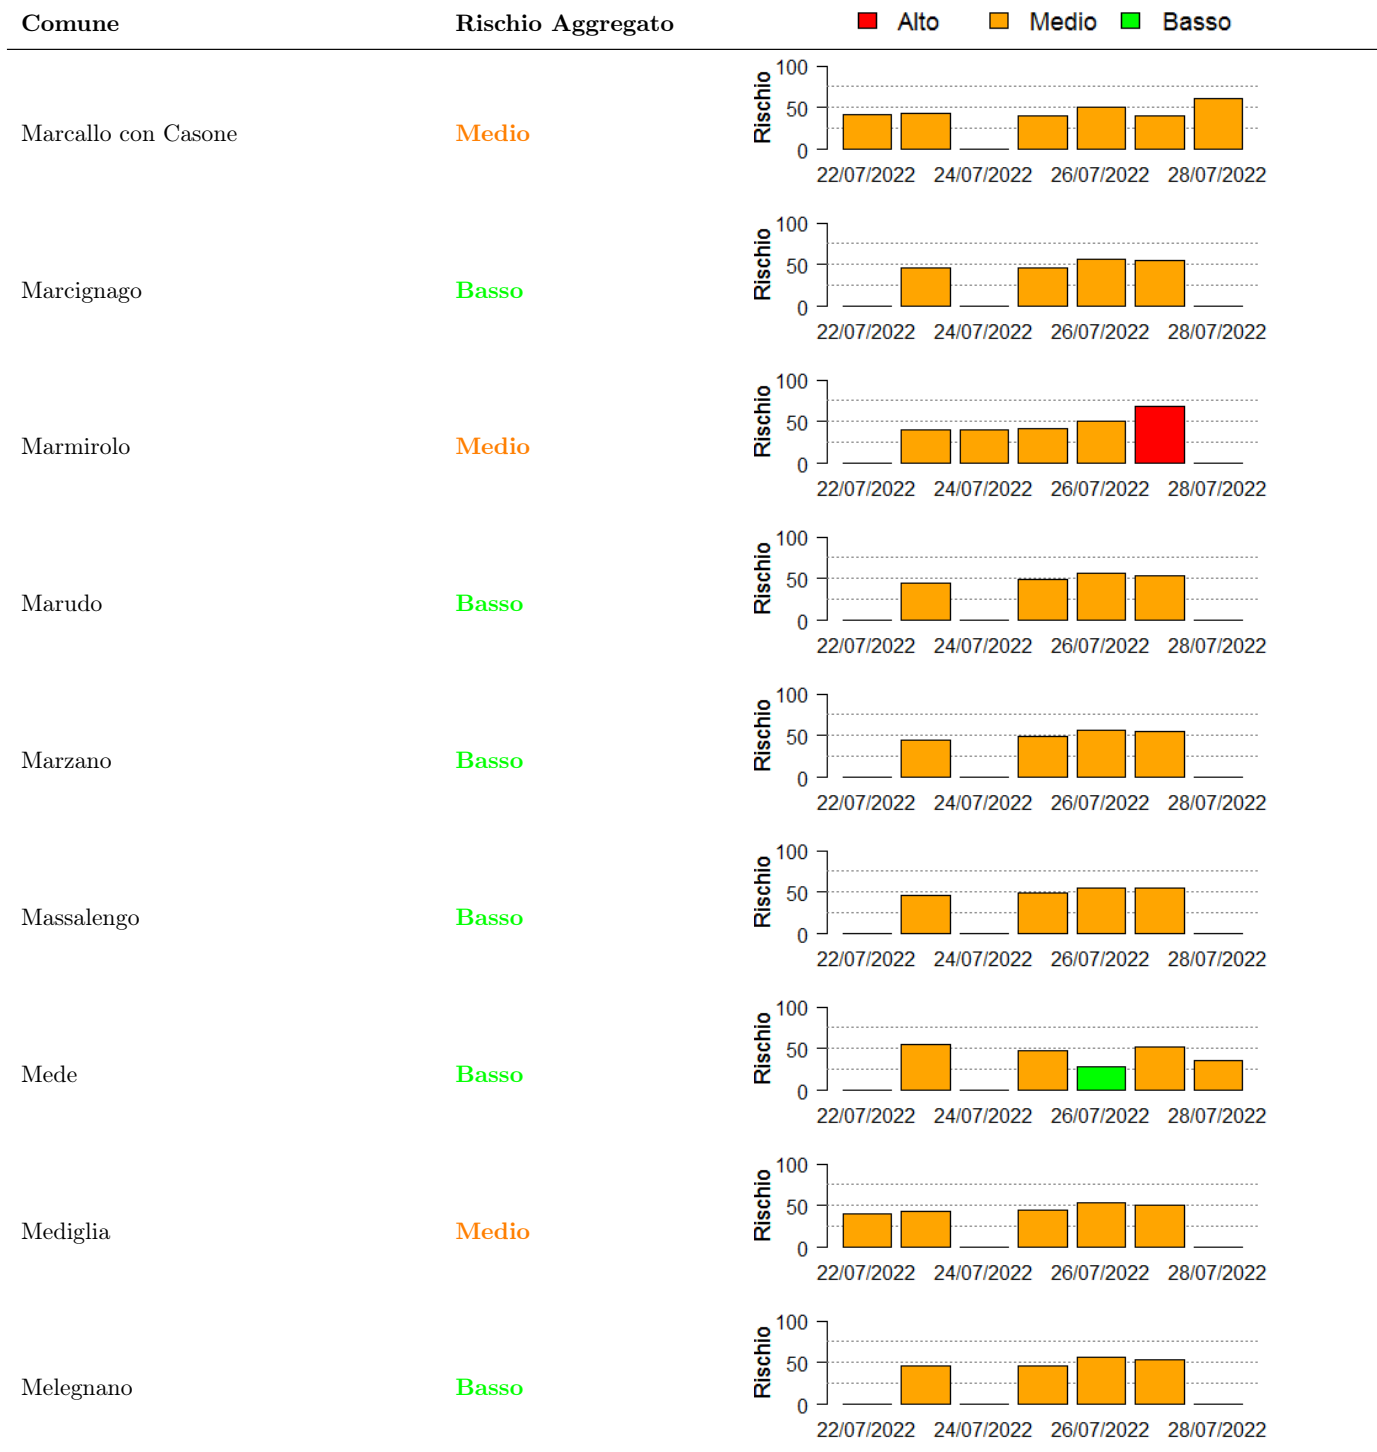 Comune Rischio Aggregato Alto Medio Basso
Marcallo con Casone Medio
Rischio
100
50
0
22/07/2022 24/07/2022 26/07/2022 28/07/2022
Marcignago Basso
Rischio
100
50
0
22/07/2022 24/07/2022 26/07/2022 28/07/2022
Marmirolo Medio
Rischio
100
50
0
22/07/2022 24/07/2022 26/07/2022 28/07/2022
Marudo Basso
Rischio
100
50
0
22/07/2022 24/07/2022 26/07/2022 28/07/2022
Marzano Basso
Rischio
100
50
0
22/07/2022 24/07/2022 26/07/2022 28/07/2022
Massalengo Basso
Rischio
100
50
0
22/07/2022 24/07/2022 26/07/2022 28/07/2022
Mede Basso
Rischio
100
50
0
22/07/2022 24/07/2022 26/07/2022 28/07/2022
Mediglia Medio
Rischio
100
50
0
22/07/2022 24/07/2022 26/07/2022 28/07/2022
Melegnano Basso
Rischio
100
50
0
22/07/2022 24/07/2022 26/07/2022 28/07/2022